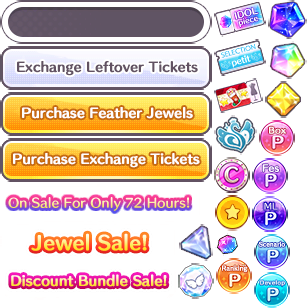 Exchange Leftover Tickets
Purchase Feather Jewels
Purchase Exchange Tickets
On Sale For Only 72 Hours!
Jewel Sale!
Discount Bundle Sale!
IDOL
piece
SELECTION
petit
Box
P
C
Fes
P
ML
P
Scenario
P
Ranking
P
Develop
P